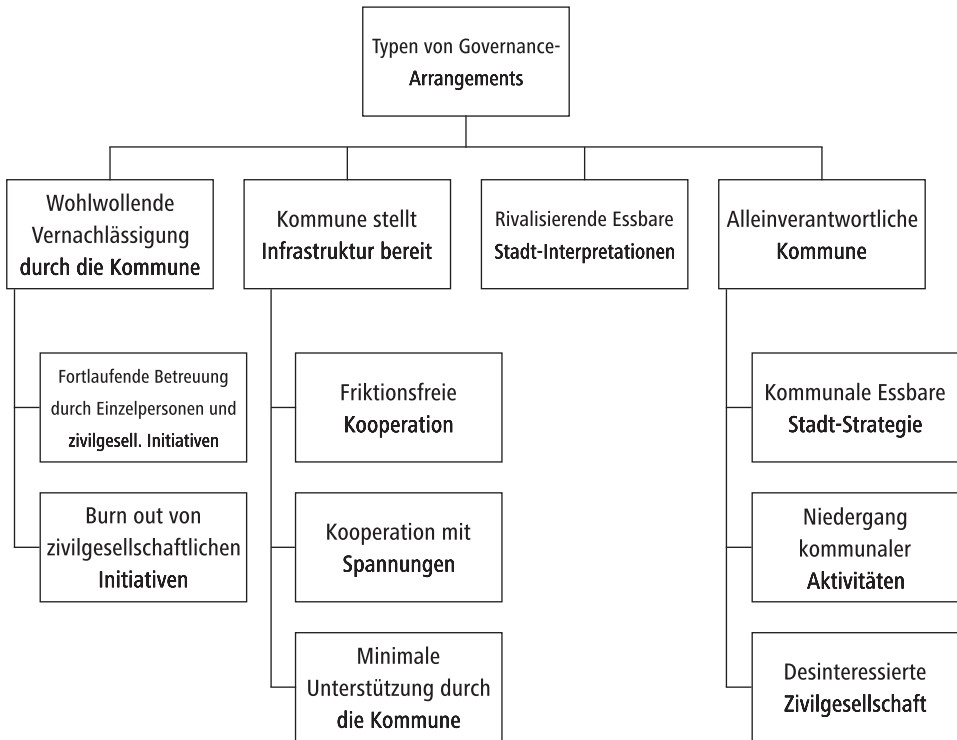 Typen von Governance-
Arrangements
Wohlwollende
Vernachlässigung
durch die Kommune
Kommune stellt
Infrastruktur bereit
Rivalisierende Essbare
Stadt-Interpretationen
Alleinverantwortliche
Kommune
Fortlaufende Betreuung
durch Einzelpersonen und
zivilgesell. Initiativen
Burn out von
zivilgesellschaftlichen
Initiativen
Friktionsfreie
Kooperation
Kooperation mit
Spannungen
Minimale
Unterstützung durch
die Kommune
Kommunale Essbare
Stadt-Strategie
Niedergang
kommunaler
Aktivitäten
Desinteressierte
Zivilgesellschaft